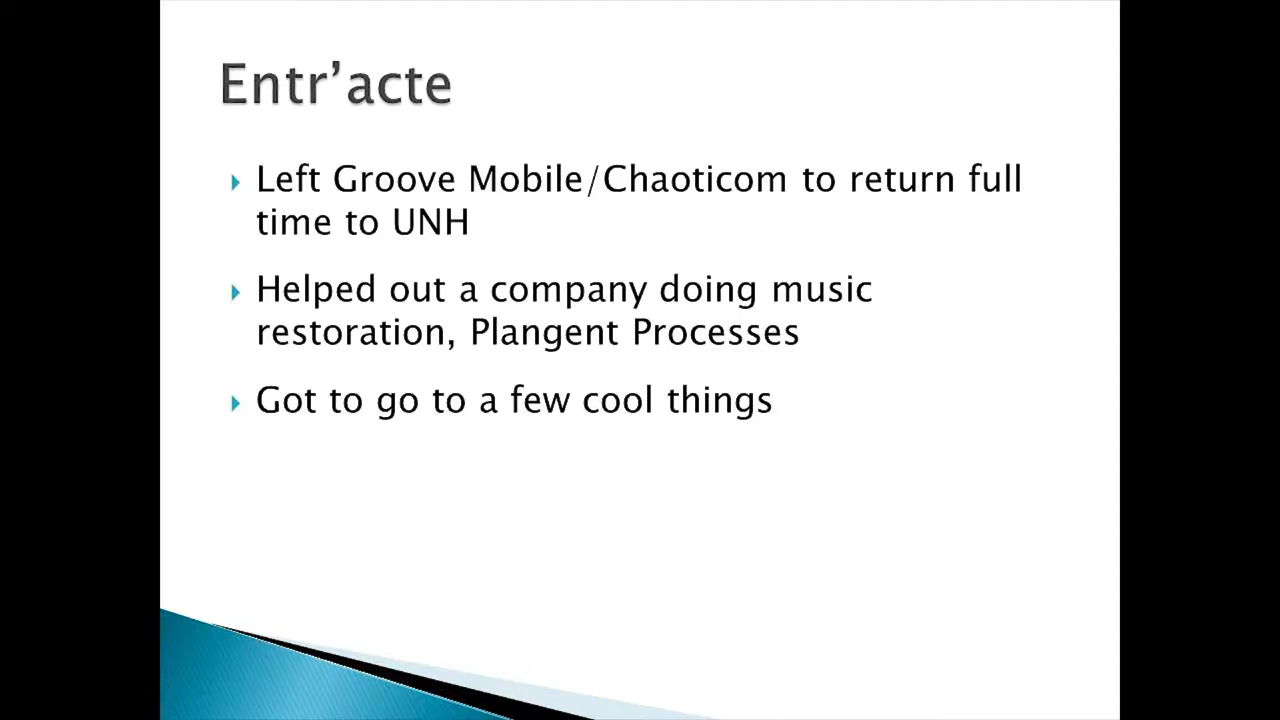 Entr’acte
Left Groove Mobile/Chaoticom to return full
time to UNH
Helped out a company doing music
restoration, Plangent Processes
Got to go to a few cool things